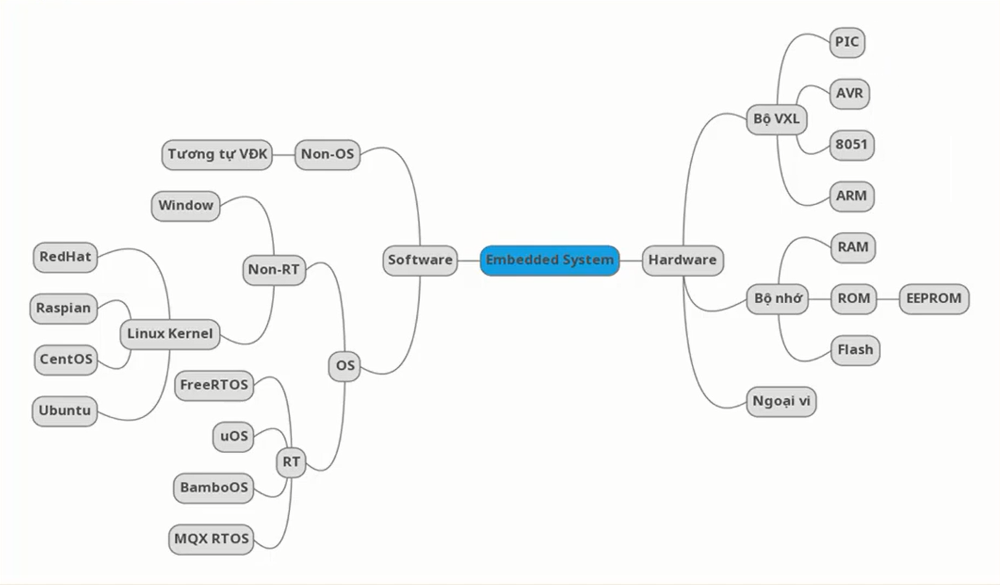 PIC
AVR
Bộ VXL
8051
ARM
Tương tự VĐK
Non-OS
Window
RedHat
Non-RT
Raspian
Linux Kernel
CentOS
Ubuntu
OS
FreeRTOS
uOS
RT
BamboOS
MQX RTOS
Software
Embedded System
Hardware
RAM
Bộ nhớ
ROM
EEPROM
Flash
Ngoại vi